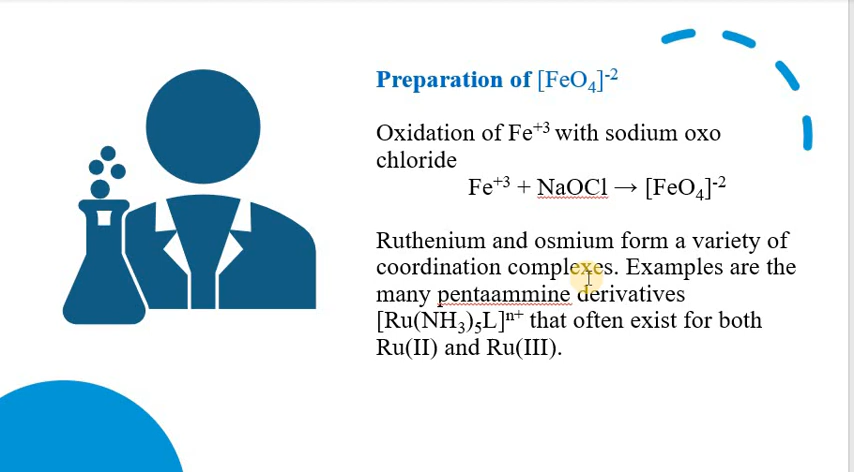 Preparation of [FeO₄]⁻²
Oxidation of Fe⁺³ with sodium oxo
chloride
Fe⁺³ + NaOCl → [FeO₄]⁻²
Ruthenium and osmium form a variety of
coordination complexes. Examples are the
many pentaammine derivatives
[Ru(NH₃)₅L]ⁿ⁺ that often exist for both
Ru(II) and Ru(III).